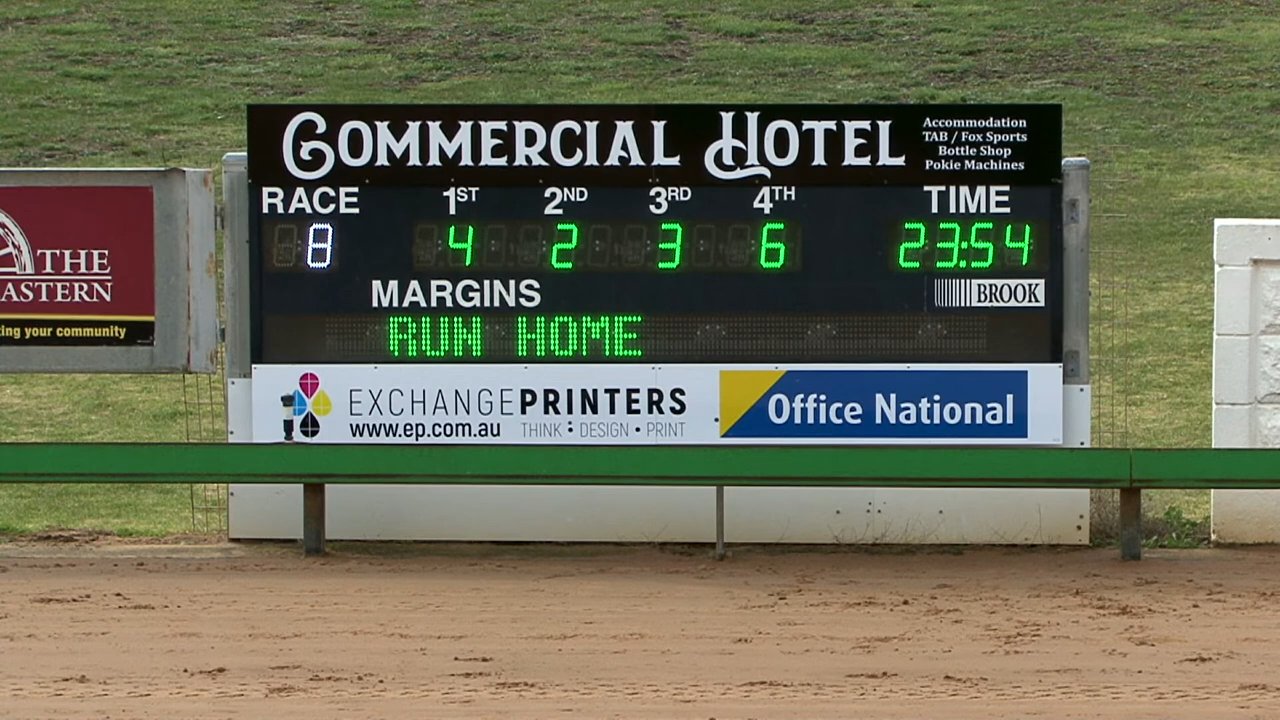 COMMERCIAL HOTEL
Accommodation
TAB / Fox Sports
Bottle Shop
Pokie Machines
RACE 1ST 2ND 3RD 4TH TIME
8 4 2 3 6 23:54
MARGINS
BROOK
RUN HOME
EXCHANGEPRINTERS
www.ep.com.au THINK • DESIGN • PRINT
Office National
THE
ASTERN
ing your community